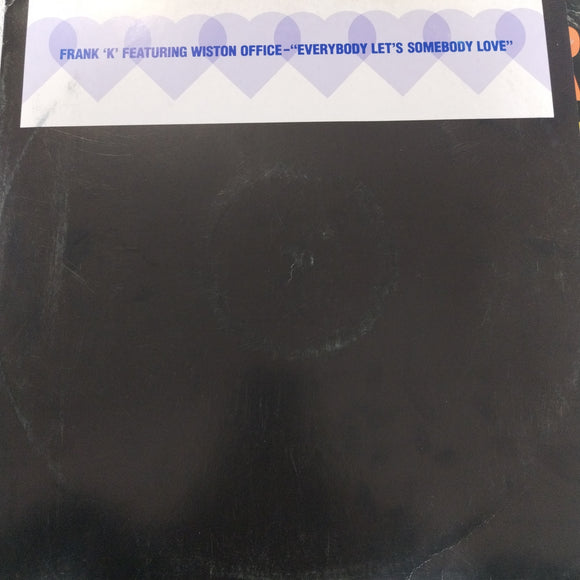 FRANK ‘K’ FEATURING WISTON OFFICE–“EVERYBODY LET’S SOMEBODY LOVE”